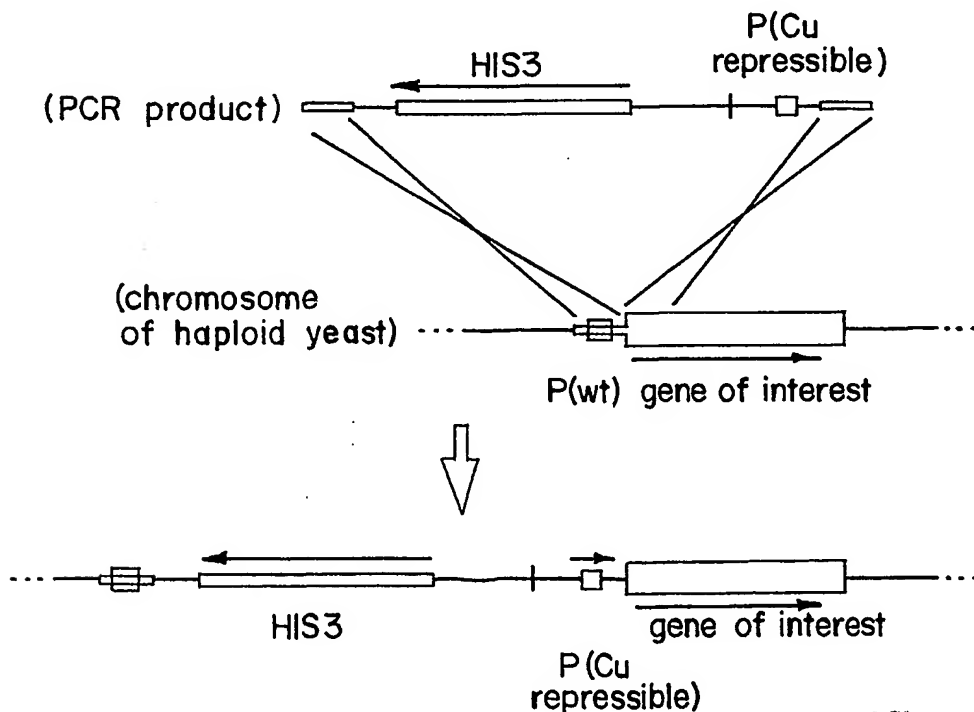 P(Cu
repressible)
HIS3
(PCR product)
(chromosome
of haploid yeast)
P(wt) gene of interest
HIS3
gene of interest
P(Cu
repressible)